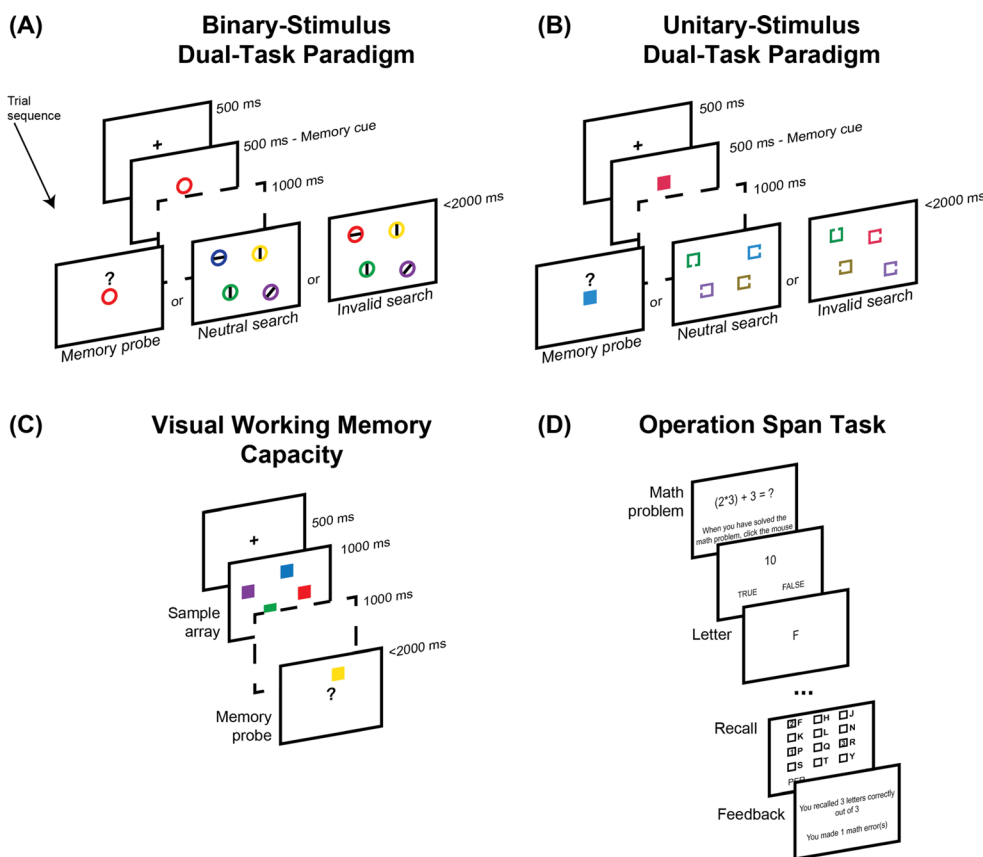 (A)
Binary-Stimulus
Dual-Task Paradigm
Trial
sequence
+
500 ms
500 ms - Memory cue
1000 ms
<2000 ms
?
or
or
Memory probe
Neutral search
Invalid search
(B)
Unitary-Stimulus
Dual-Task Paradigm
+
500 ms
500 ms - Memory cue
1000 ms
<2000 ms
?
or
or
Memory probe
Neutral search
Invalid search
(C)
Visual Working Memory
Capacity
+
500 ms
1000 ms
Sample
array
1000 ms
<2000 ms
?
Memory
probe
(D)
Operation Span Task
Math
problem
(2*3) + 3 = ?
When you have solved the
math problem, click the mouse
10
TRUE FALSE
Letter
F
...
Recall
2 F H J
K L N
1 P Q 3 R
S T Y
Feedback
You recalled 3 letters correctly
out of 3
You made 1 math error(s)